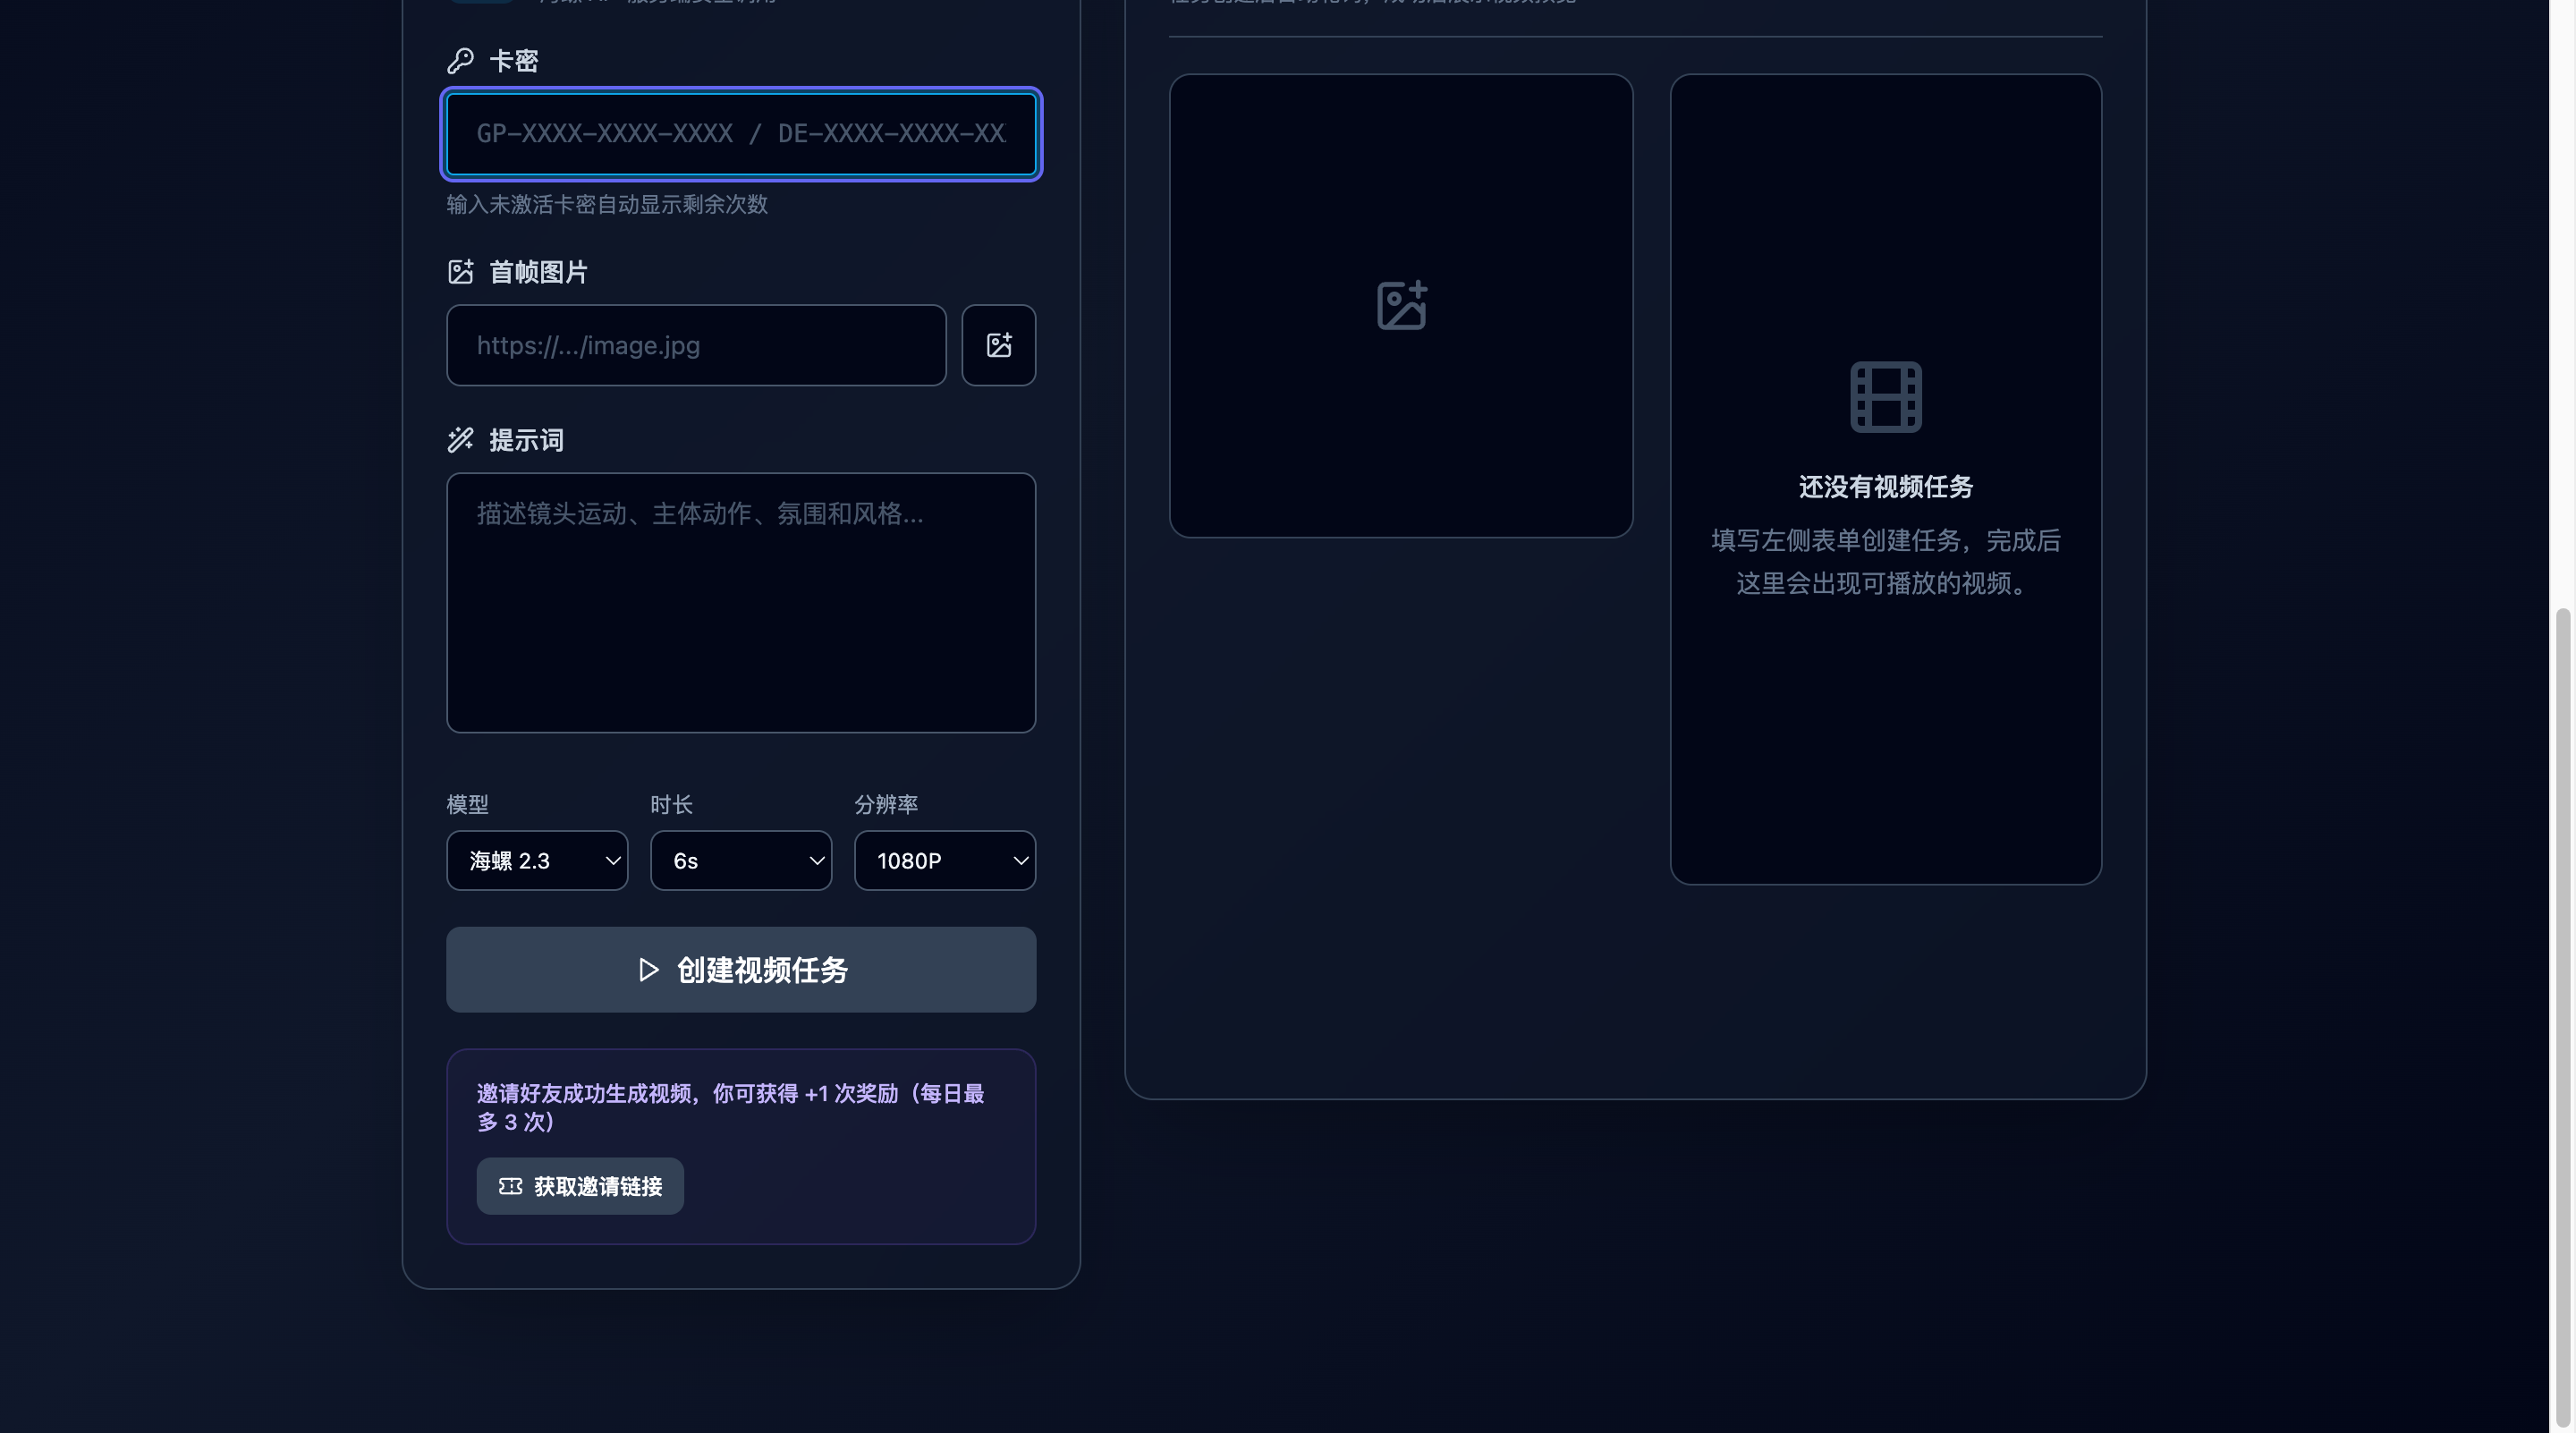 卡密
GP-XXXX-XXXX-XXXX / DE-XXXX-XXXX-XX
输入未激活卡密自动显示剩余次数
首帧图片
https://.../image.jpg
提示词
描述镜头运动、主体动作、氛围和风格...
模型
时长
分辨率
海螺 2.3
6s
1080P
创建视频任务
邀请好友成功生成视频，你可获得 +1 次奖励（每日最
多 3 次）
获取邀请链接
还没有视频任务
填写左侧表单创建任务，完成后
这里会出现可播放的视频。